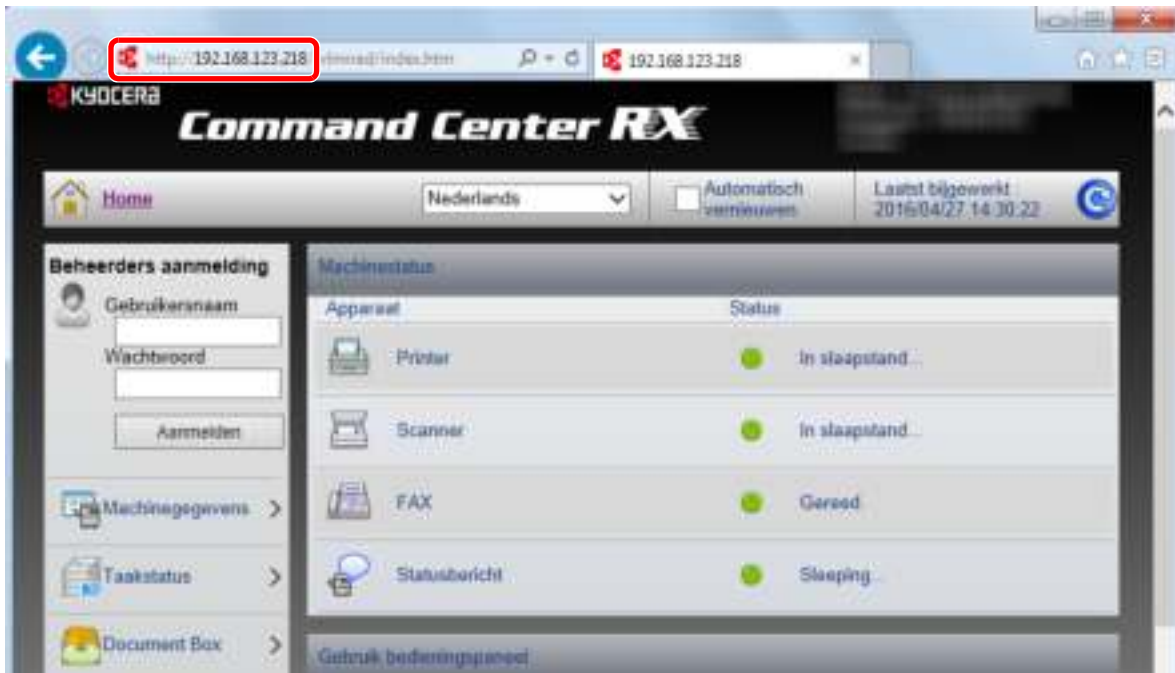 http://192.168.123.218
192.168.123.218
KYOCERA
Command Center RX
Home
Nederlands
Automatisch
vernieuwen
Laatst bijgewerkt
2016/04/27 14:30:22
Beheerders aanmelding
Gebruikersnaam
Wachtwoord
Aanmelden
Machinegegevens
Taakstatus
Document Box
Machinestatus
Apparaat Status
Printer In slaapstand...
Scanner In slaapstand...
FAX Gereed
Statusbericht Sleeping...
Gebruik bedieningspaneel